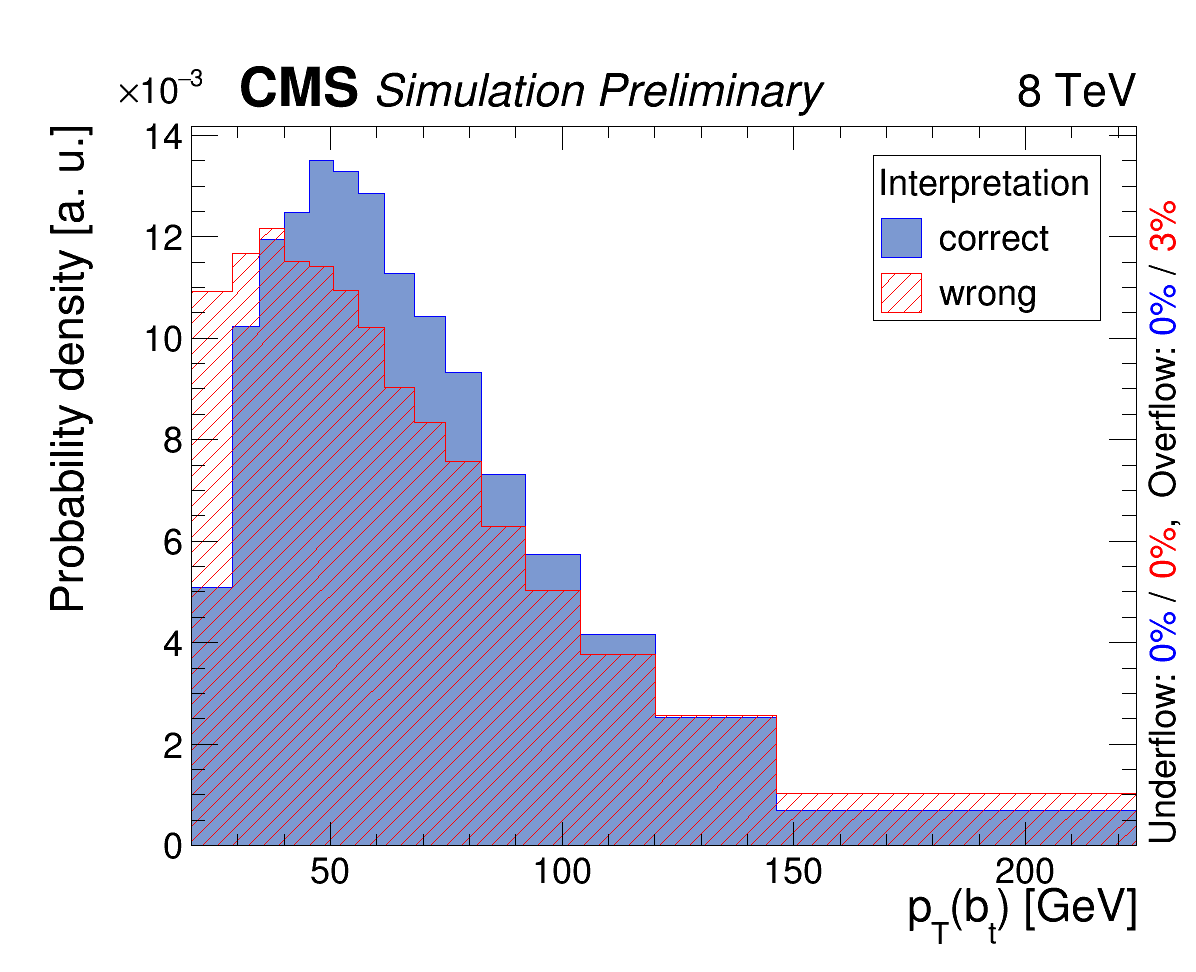 ×10⁻³ CMS Simulation Preliminary 8 TeV
Probability density [a. u.]
14
12
10
8
6
4
2
0
Interpretation
correct
wrong
50 100 150 200
p_T(b_t) [GeV]
Underflow: 0% / 0%, Overflow: 0% / 3%